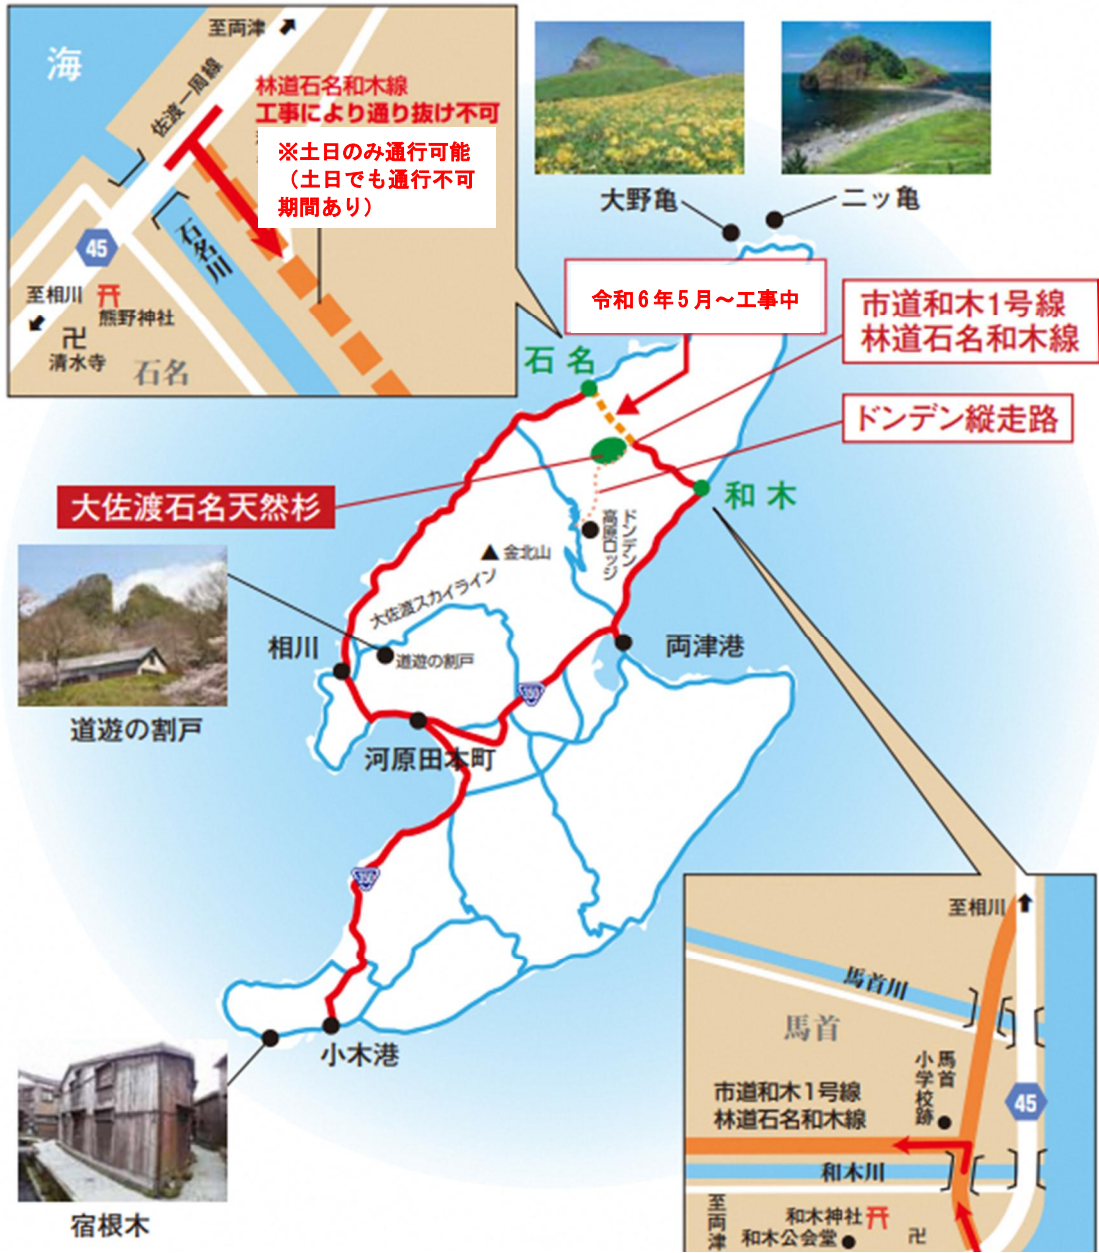 至両津
海
佐渡一周線
林道石名和木線
工事により通り抜け不可
※土日のみ通行可能
（土日でも通行不可
期間あり）
石名川
45
至相川
熊野神社
卍
清水寺
石名
大野亀
二ッ亀
令和6年5月～工事中
市道和木1号線
林道石名和木線
石名
ドンデン縦走路
大佐渡石名天然杉
和木
ドンデン
高原ロッジ
金北山
大佐渡スカイライン
相川
道遊の割戸
両津港
道遊の割戸
350
河原田本町
350
至相川
馬首川
馬首
馬首
小学校跡
45
市道和木1号線
林道石名和木線
和木川
至両津
和木神社
卍
和木公会堂
小木港
宿根木